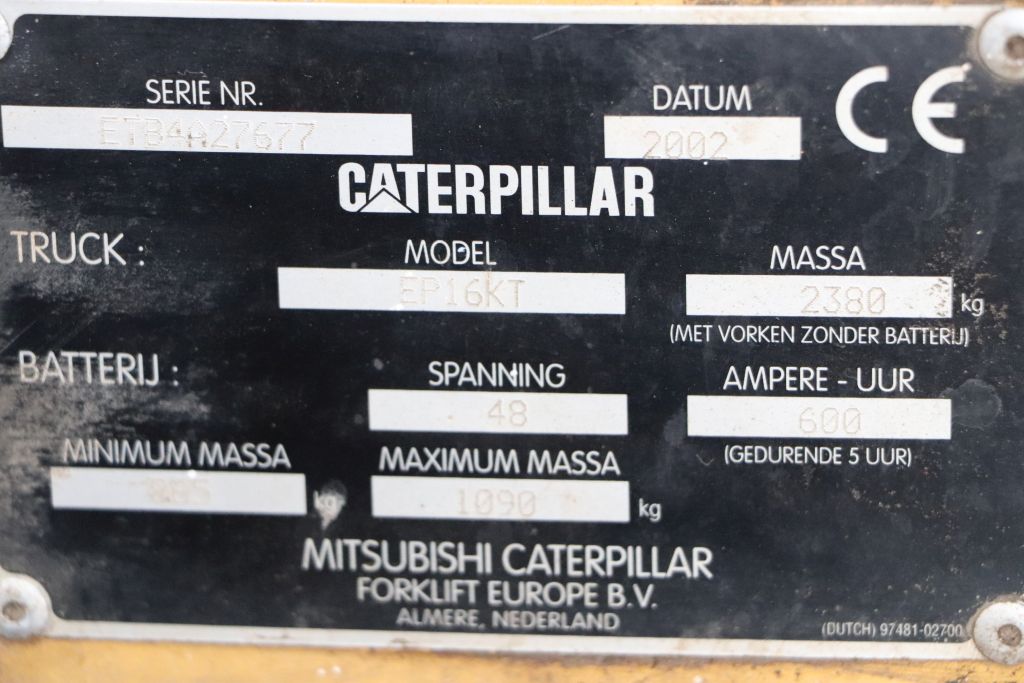 SERIE NR. DATUM CE
ETB4A27677 2002
CATERPILLAR
TRUCK : MODEL MASSA
EP16KT 2380 kg
(MET VORKEN ZONDER BATTERIJ)
BATTERIJ : SPANNING AMPERE - UUR
48 600
MINIMUM MASSA MAXIMUM MASSA (GEDURENDE 5 UUR)
kg 1090 kg
MITSUBISHI CATERPILLAR
FORKLIFT EUROPE B.V.
ALMERE, NEDERLAND
(DUTCH) 97481-02700